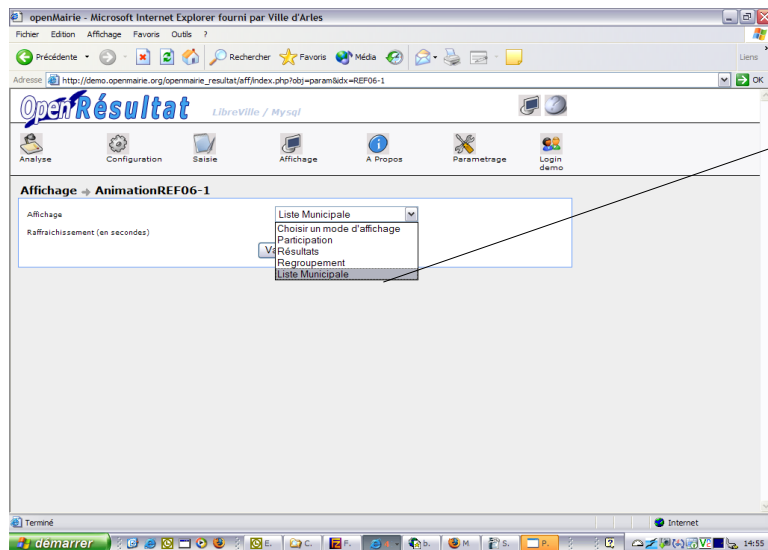 openMairie - Microsoft Internet Explorer fourni par Ville d'Arles
Fichier Edition Affichage Favoris Outils ?
Précédente Rechercher Favoris Média Liens
Adresse http://demo.openmairie.org/openmairie_resultat/aff/index.php?obj=param&idx=REF06-1 OK
OpenRésultat LibreVille / Mysql
Analyse Configuration Saisie Affichage A Propos Parametrage Login
demo
Affichage AnimationREF06-1
Affichage Liste Municipale
Choisir un mode d'affichage
Raffraichissement (en secondes) Participation
Va Résultats
Regroupement
Liste Municipale
Terminé Internet
démarrer E. C. F. b. M S. P. 14:55